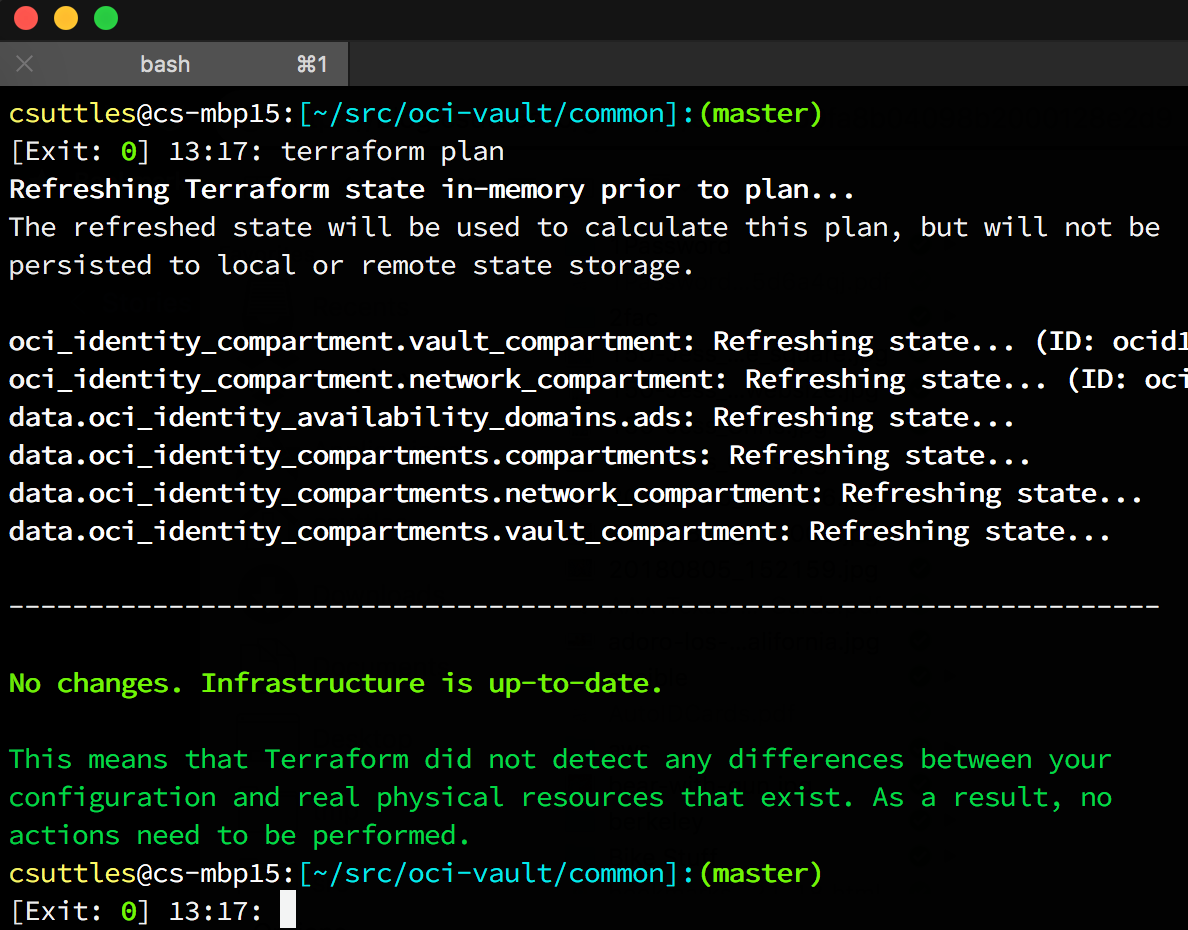 bash ⌘1
csuttles@cs-mbp15:[~/src/oci-vault/common]:(master)
[Exit: 0] 13:17: terraform plan
Refreshing Terraform state in-memory prior to plan...
The refreshed state will be used to calculate this plan, but will not be
persisted to local or remote state storage.
oci_identity_compartment.vault_compartment: Refreshing state... (ID: ocid1
oci_identity_compartment.network_compartment: Refreshing state... (ID: oci
data.oci_identity_availability_domains.ads: Refreshing state...
data.oci_identity_compartments.compartments: Refreshing state...
data.oci_identity_compartments.network_compartment: Refreshing state...
data.oci_identity_compartments.vault_compartment: Refreshing state...
------------------------------------------------------------------------
No changes. Infrastructure is up-to-date.
This means that Terraform did not detect any differences between your
configuration and real physical resources that exist. As a result, no
actions need to be performed.
csuttles@cs-mbp15:[~/src/oci-vault/common]:(master)
[Exit: 0] 13:17: